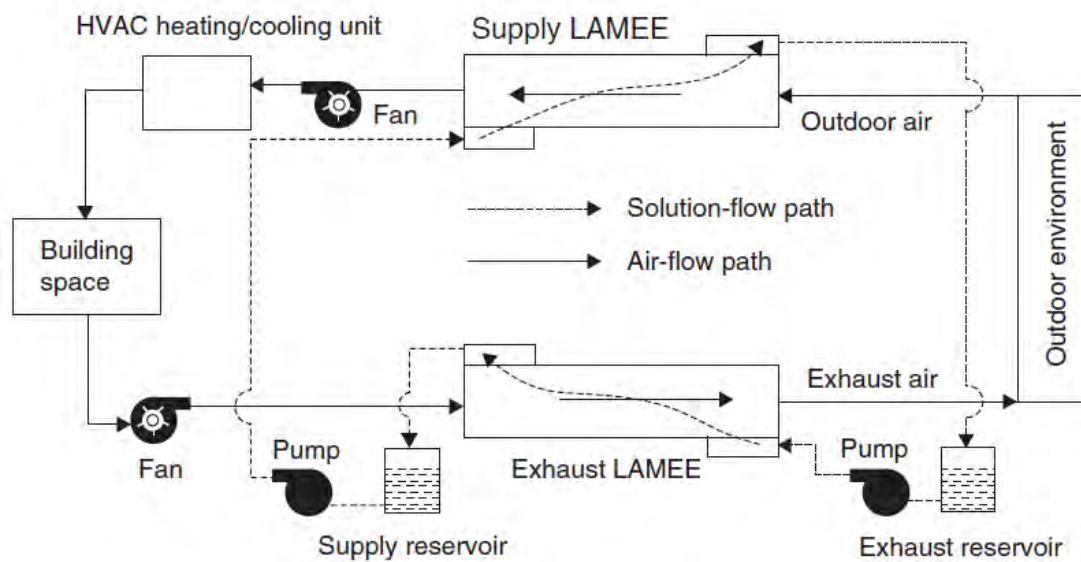 HVAC heating/cooling unit
Supply LAMEE
Fan
Outdoor air
Outdoor environment
Solution-flow path
Building
space
Air-flow path
Exhaust air
Fan
Pump
Exhaust LAMEE
Pump
Supply reservoir
Exhaust reservoir